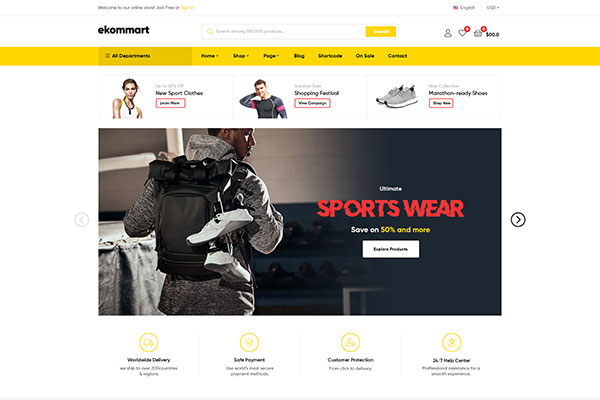 Welcome to our online store! Join Free or Sign in
English
USD
ekommart
Search among 100,000 products...
Search
0
0
$00.0
All Departments
Home
Shop
Page
Blog
Shortcode
On Sale
Contact
Up to 50% Off
New Sport Clothes
Learn More
Summer Sale
Shopping Festival
View Campaign
New Collection
Marathon-ready Shoes
Shop Now
Ultimate
SPORTS WEAR
Save on 50% and more
Explore Products
Worldwide Delivery
we ship to over 200countries
& regions.
Safe Payment
Use world's most secure
payment methods.
Customer Protection
From click to delivery.
24/7 Help Center
Professional assistance for a
smooth experience.